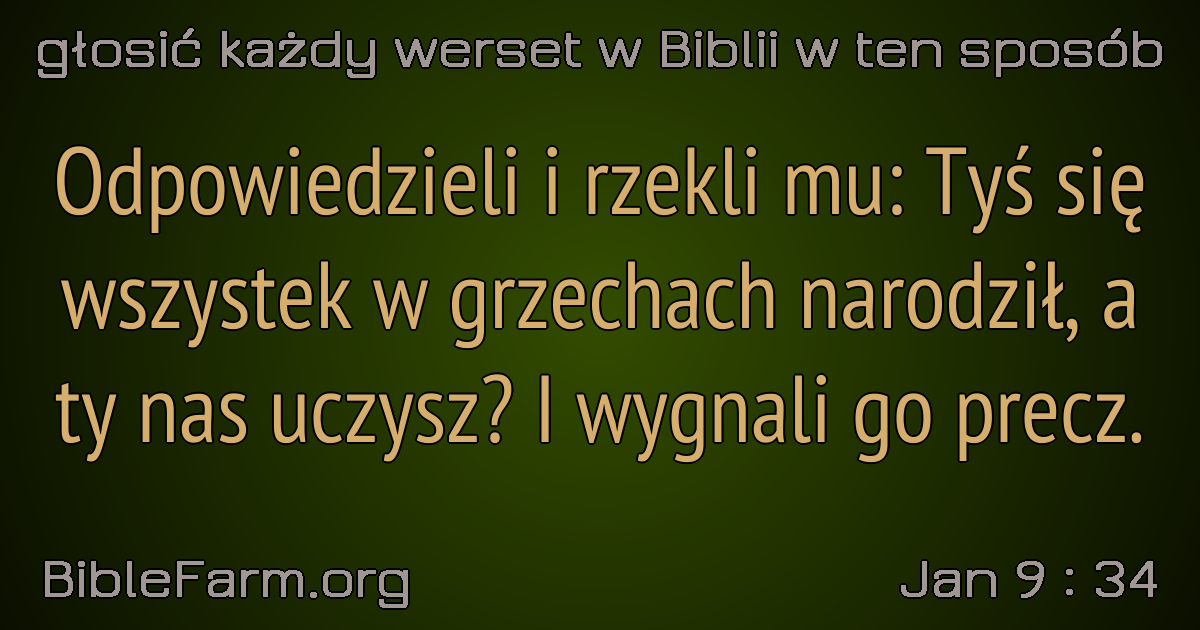 głosić każdy werset w Biblii w ten sposób
Odpowiedzieli i rzekli mu: Tyś się
wszystek w grzechach narodził, a
ty nas uczysz? I wygnali go precz.
BibleFarm.org
Jan 9 : 34